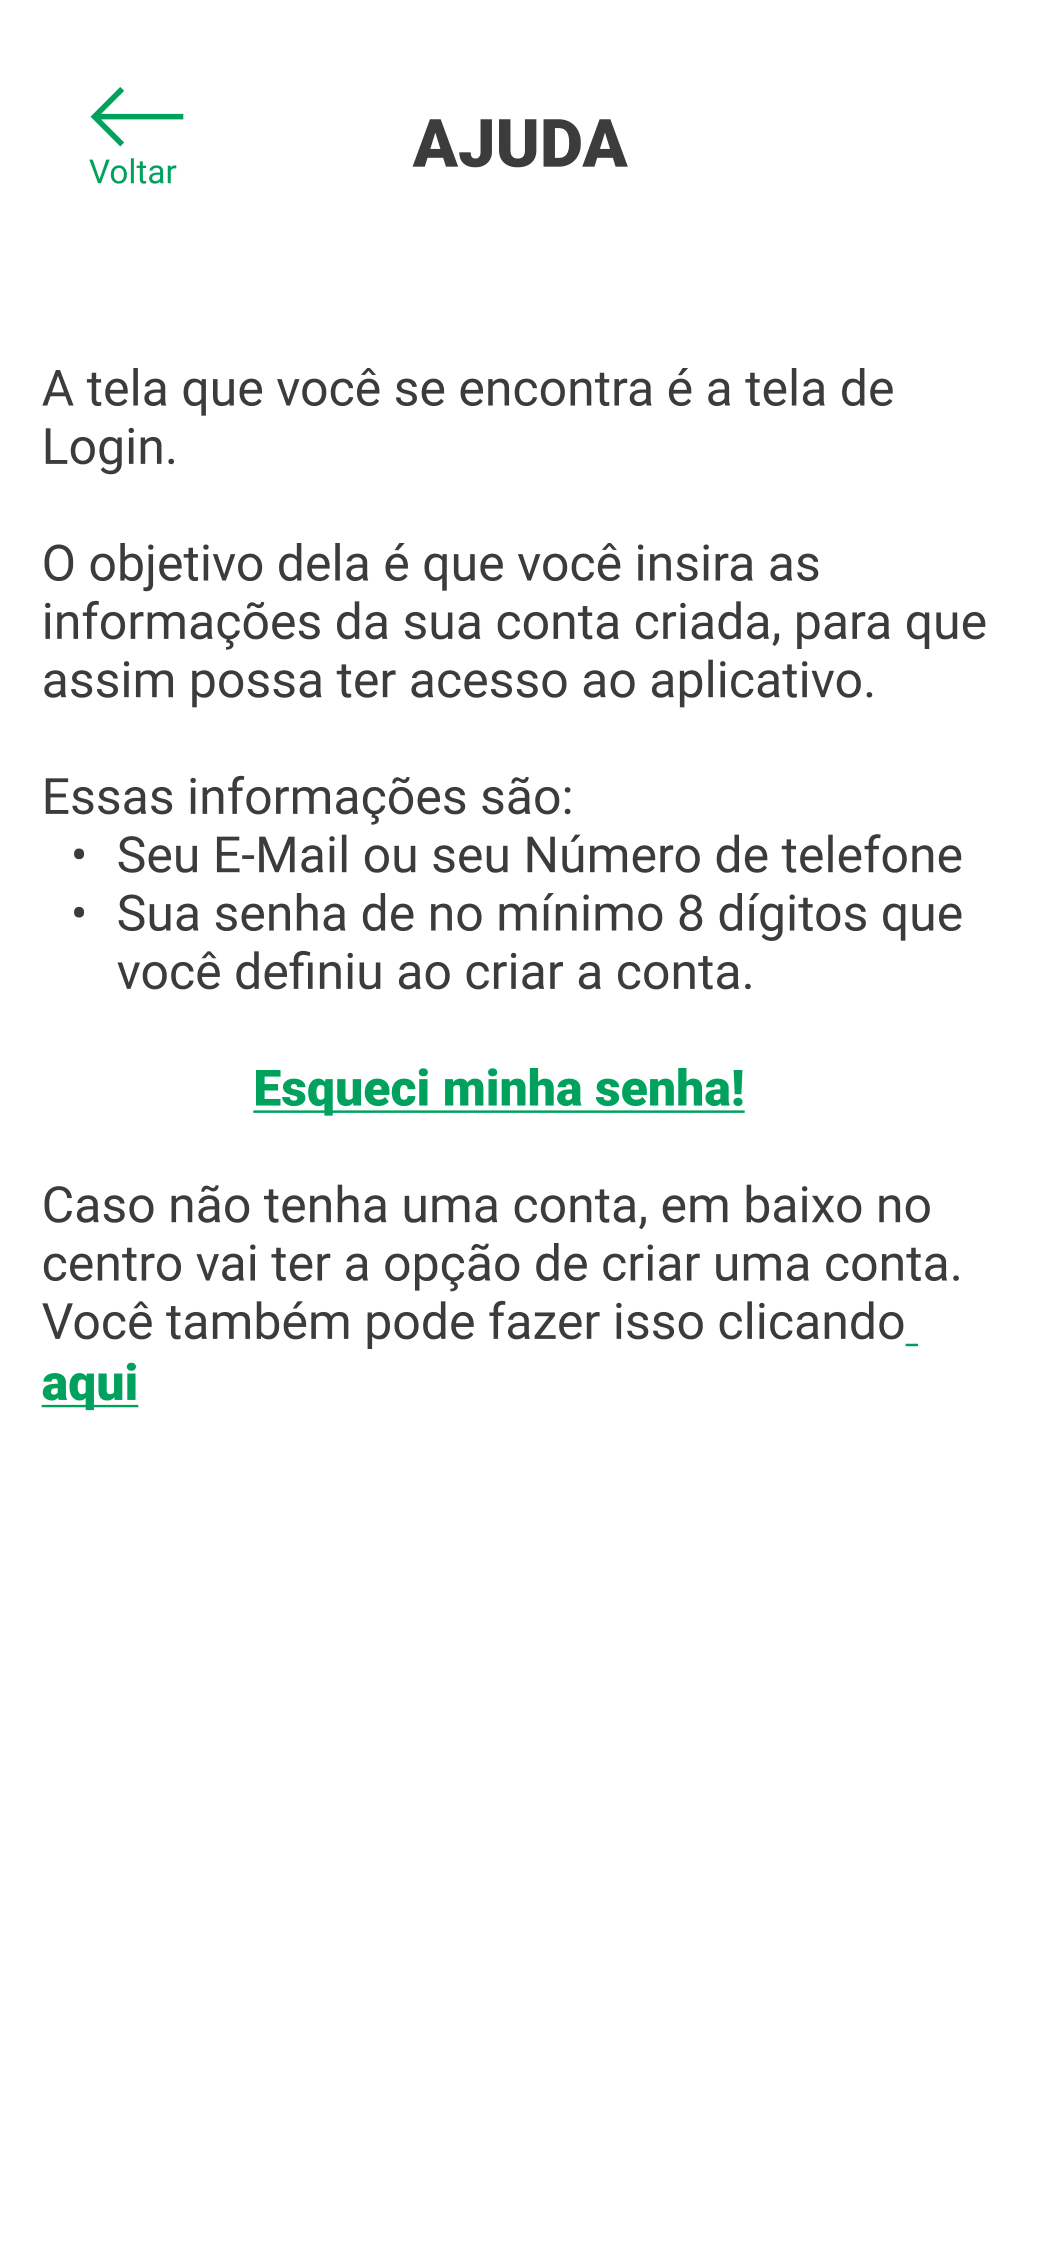 Voltar
AJUDA
A tela que você se encontra é a tela de
Login.
O objetivo dela é que você insira as
informações da sua conta criada, para que
assim possa ter acesso ao aplicativo.
Essas informações são:
• Seu E-Mail ou seu Número de telefone
• Sua senha de no mínimo 8 dígitos que
você definiu ao criar a conta.
Esqueci minha senha!
Caso não tenha uma conta, em baixo no
centro vai ter a opção de criar uma conta.
Você também pode fazer isso clicando
aqui